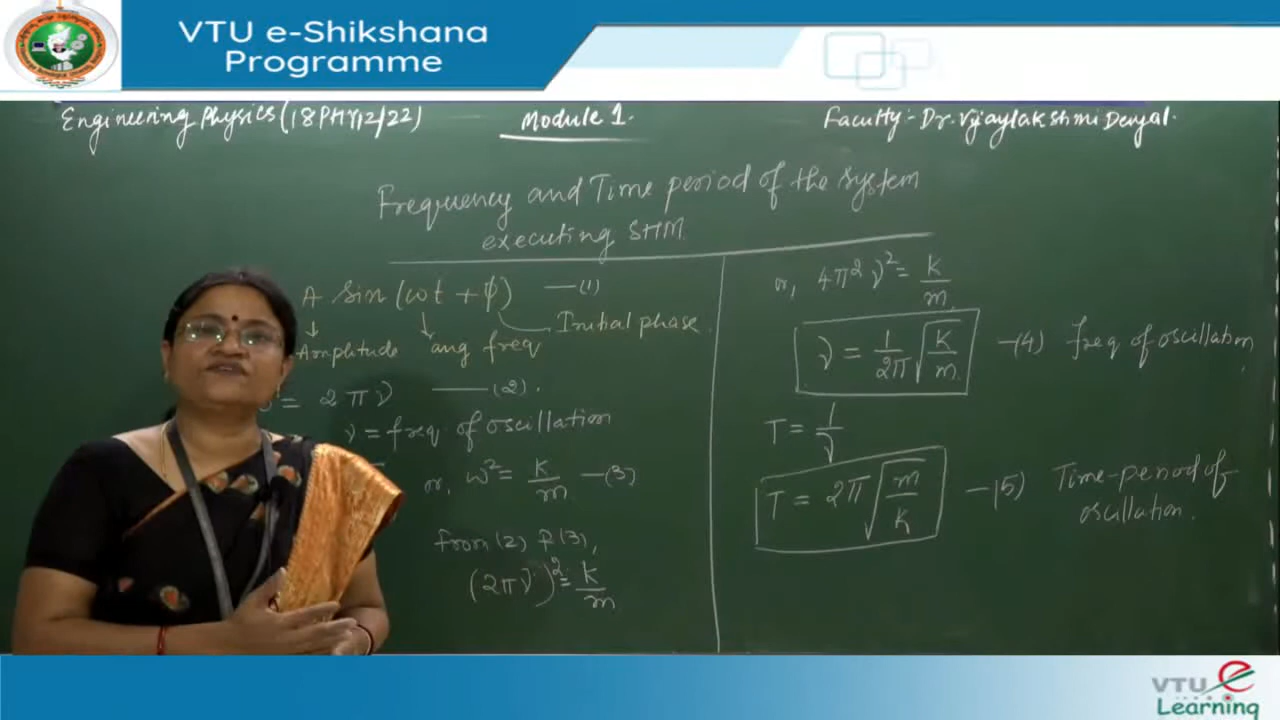 VTU e-Shikshana
Programme
Engineering Physics (18PHY12/22)
Module 1.
Faculty:- Dr. Vijaylakshmi Denyal.
Frequency and Time period of the system
executing SHM
A sin (ωt + φ) —(1)
Initial phase
Amplitude
ang freq
= 2πν —(2).
ν = freq of oscillation
or, ω² = K/m —(3)
from (2) & (3),
(2πν)² = K/m
or, 4π²ν² = K/m
ν = 1/2π √K/m —(4) Freq of oscillation
T = 1/ν
T = 2π √m/K —(5) Time-period of
oscillation.
VTU e
Learning